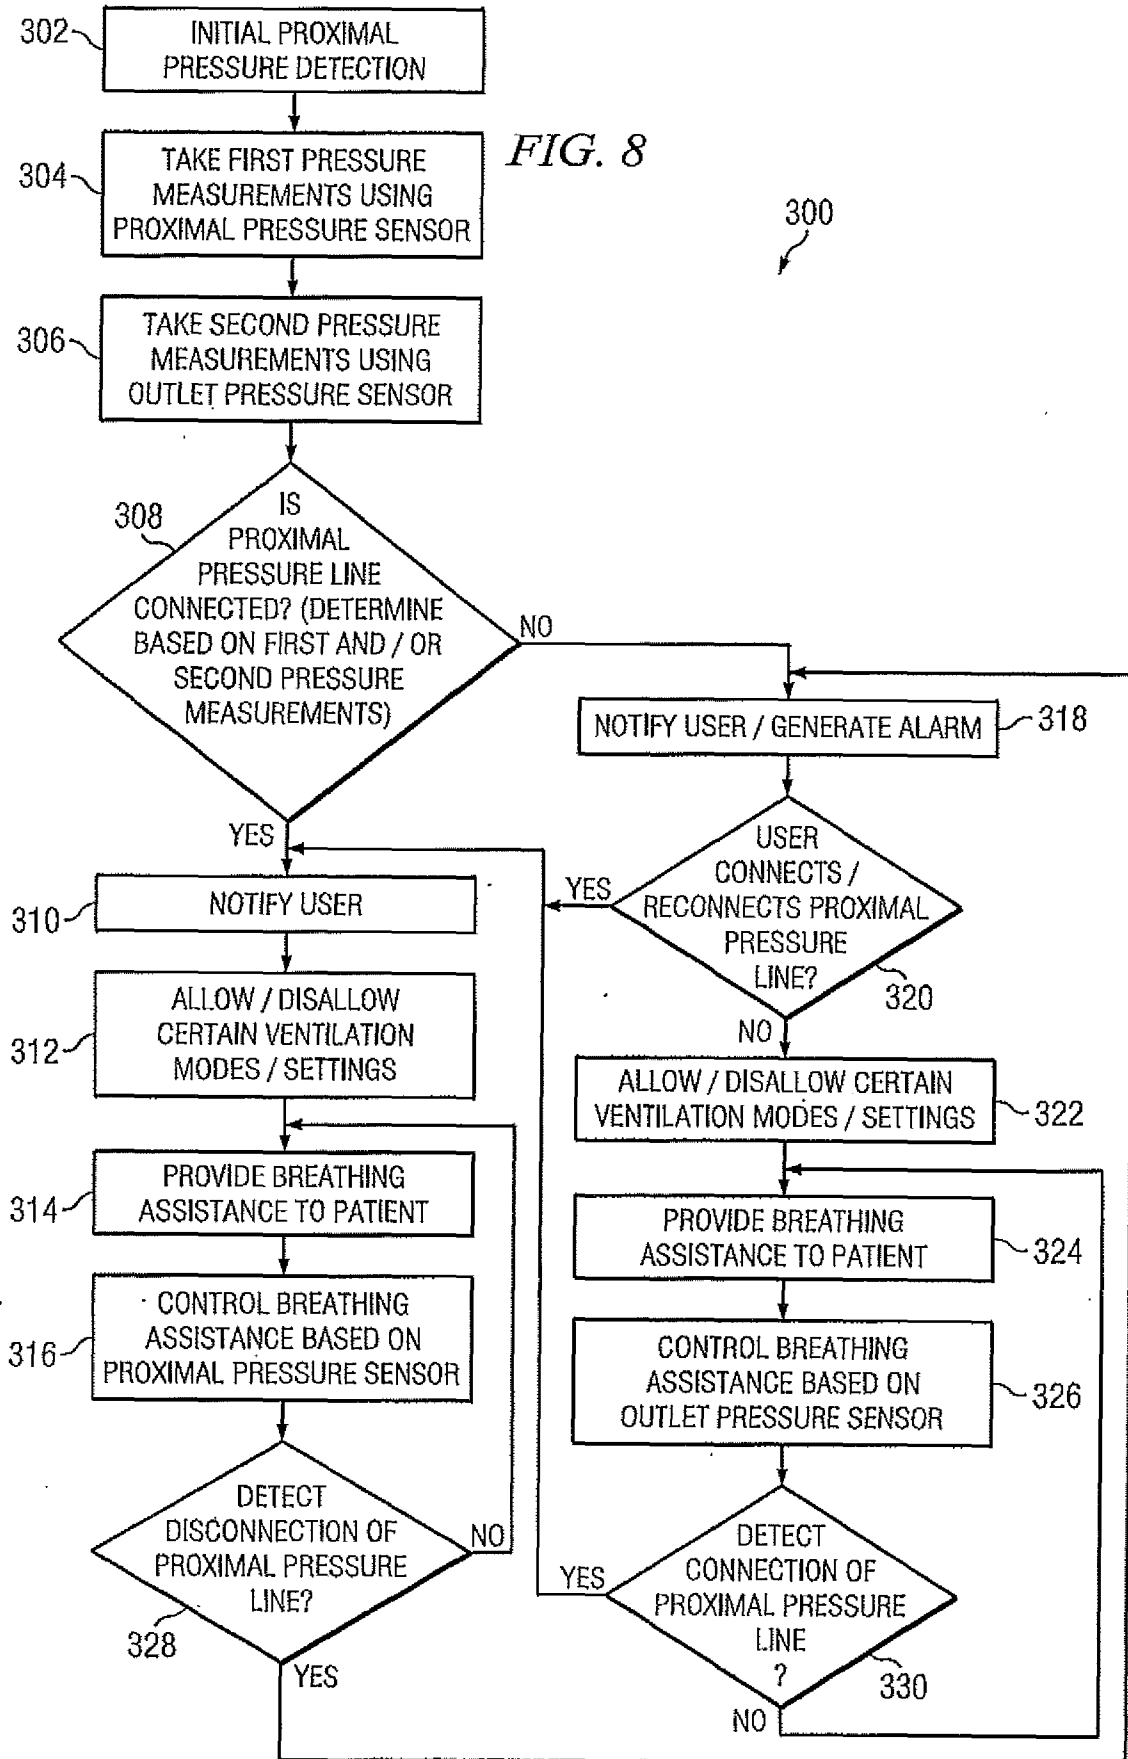 302
INITIAL PROXIMAL
PRESSURE DETECTION
FIG. 8
304
TAKE FIRST PRESSURE
MEASUREMENTS USING
PROXIMAL PRESSURE SENSOR
300
306
TAKE SECOND PRESSURE
MEASUREMENTS USING
OUTLET PRESSURE SENSOR
308
IS
PROXIMAL
PRESSURE LINE
CONNECTED? (DETERMINE
BASED ON FIRST AND / OR
SECOND PRESSURE
MEASUREMENTS)
NO
YES
NOTIFY USER / GENERATE ALARM
318
USER
CONNECTS /
RECONNECTS PROXIMAL
PRESSURE
LINE?
320
YES
NO
310
NOTIFY USER
312
ALLOW / DISALLOW
CERTAIN VENTILATION
MODES / SETTINGS
ALLOW / DISALLOW CERTAIN
VENTILATION MODES / SETTINGS
322
314
PROVIDE BREATHING
ASSISTANCE TO PATIENT
PROVIDE BREATHING
ASSISTANCE TO PATIENT
324
316
CONTROL BREATHING
ASSISTANCE BASED ON
PROXIMAL PRESSURE SENSOR
CONTROL BREATHING
ASSISTANCE BASED ON
OUTLET PRESSURE SENSOR
326
DETECT
DISCONNECTION OF
PROXIMAL PRESSURE
LINE?
NO
328
YES
DETECT
CONNECTION OF
PROXIMAL PRESSURE
LINE
?
YES
330
NO